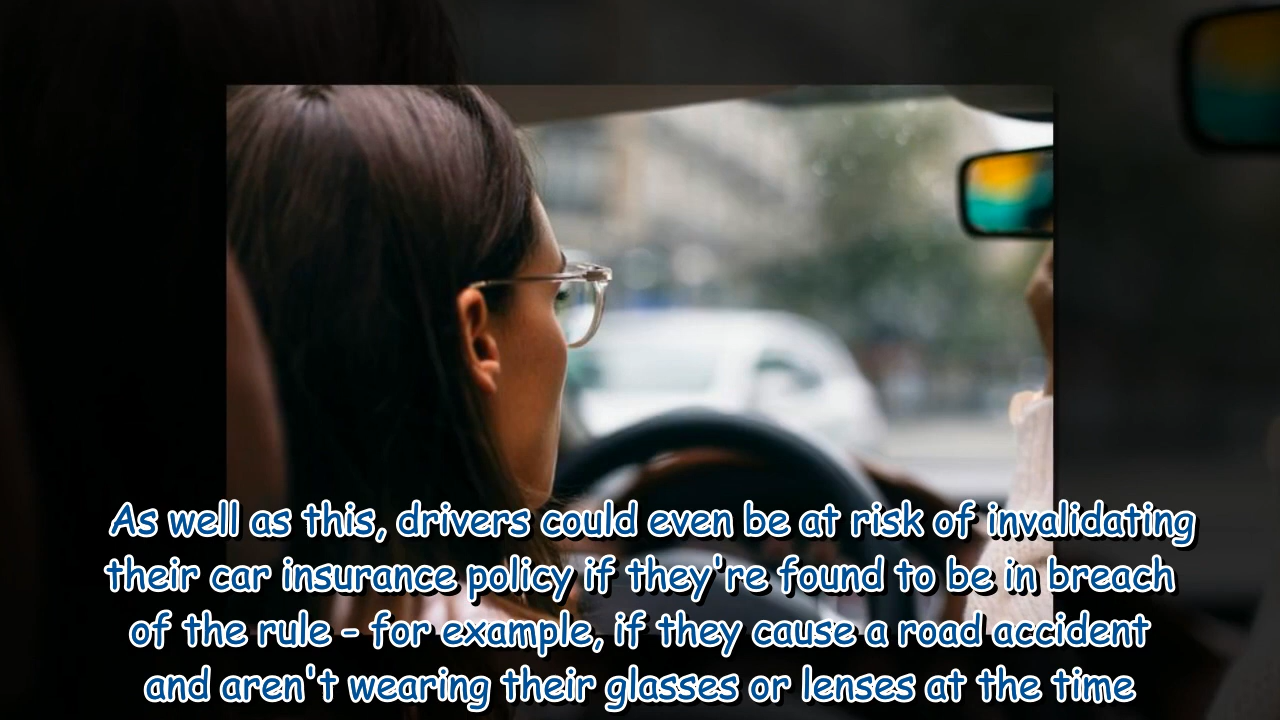 As well as this, drivers could even be at risk of invalidating
their car insurance policy if they're found to be in breach
of the rule - for example, if they cause a road accident
and aren't wearing their glasses or lenses at the time